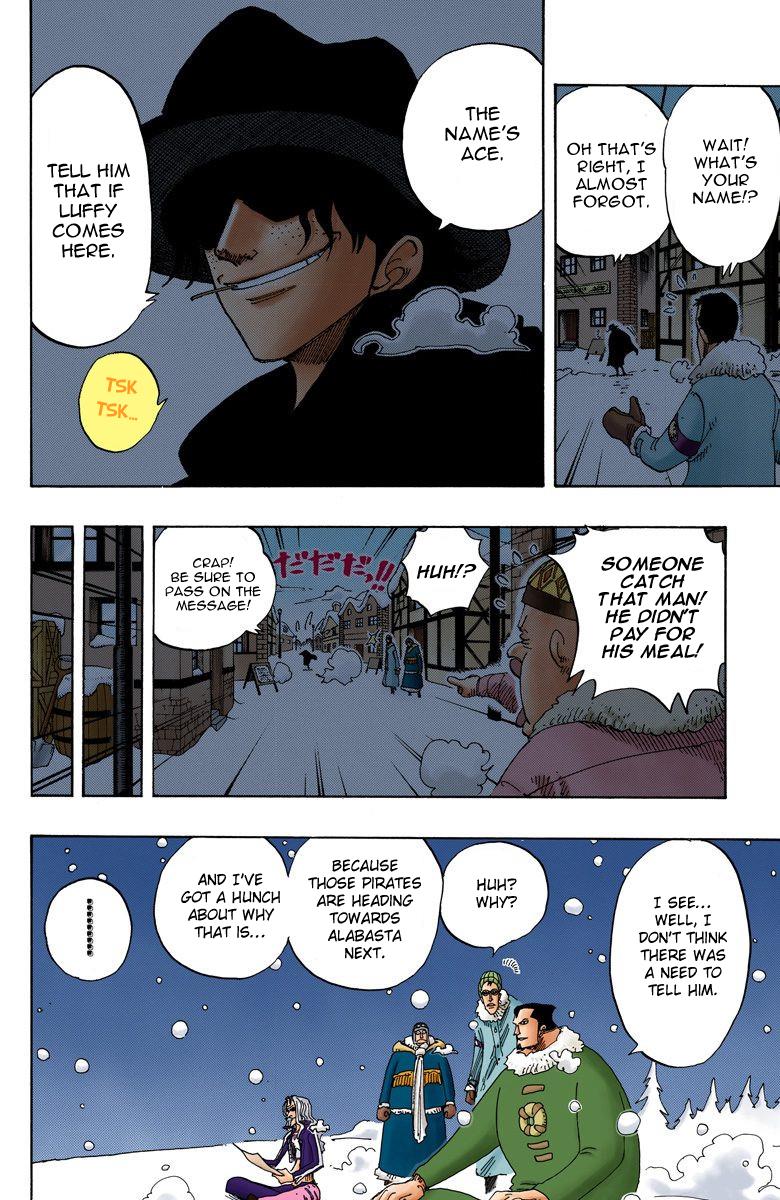 WAIT!
WHAT'S
YOUR
NAME!?
OH THAT'S
RIGHT, I
ALMOST
FORGOT.
THE
NAME'S
ACE.
TELL HIM
THAT IF
LUFFY
COMES
HERE.
TSK
TSK...
SOMEONE
CATCH
THAT MAN!
HE DIDN'T
PAY FOR
HIS MEAL!
HUH!?
だだだっ!!
CRAP!
BE SURE TO
PASS ON THE
MESSAGE!
I SEE...
WELL, I
DON'T THINK
THERE WAS
A NEED TO
TELL HIM.
HUH?
WHY?
BECAUSE
THOSE PIRATES
ARE HEADING
TOWARDS
ALABASTA
NEXT.
AND I'VE
GOT A HUNCH
ABOUT WHY
THAT IS...
.........